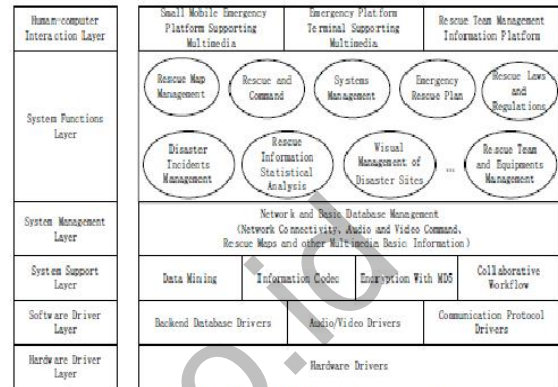 Human-computer
Interaction Layer
Small Mobile Emergency
Platform Supporting
Multimedia
Emergency Platform
Terminal Supporting
Multimedia
Rescue Team Management
Information Platform
System Functions
Layer
Rescue Map
Management
Rescue and
Command
Systems
Management
Emergency
Rescue Plan
Rescue Laws
and
Regulations
Disaster
Incidents
Management
Rescue
Information
Statistical
Analysis
Visual
Management of
Disaster Sites
...
Rescue Team
and Equipments
Management
System Management
Layer
Network and Basic Database Management
(Network Connectivity, Audio and Video Command,
Rescue Maps and other Multimedia Basic Information)
System Support
Layer
Data Mining
Information Codec
Encryption With MD5
Collaborative
Workflow
Software Driver
Layer
Backend Database Drivers
Audio/Video Drivers
Communication Protocol
Drivers
Hardware Driver
Layer
Hardware Drivers